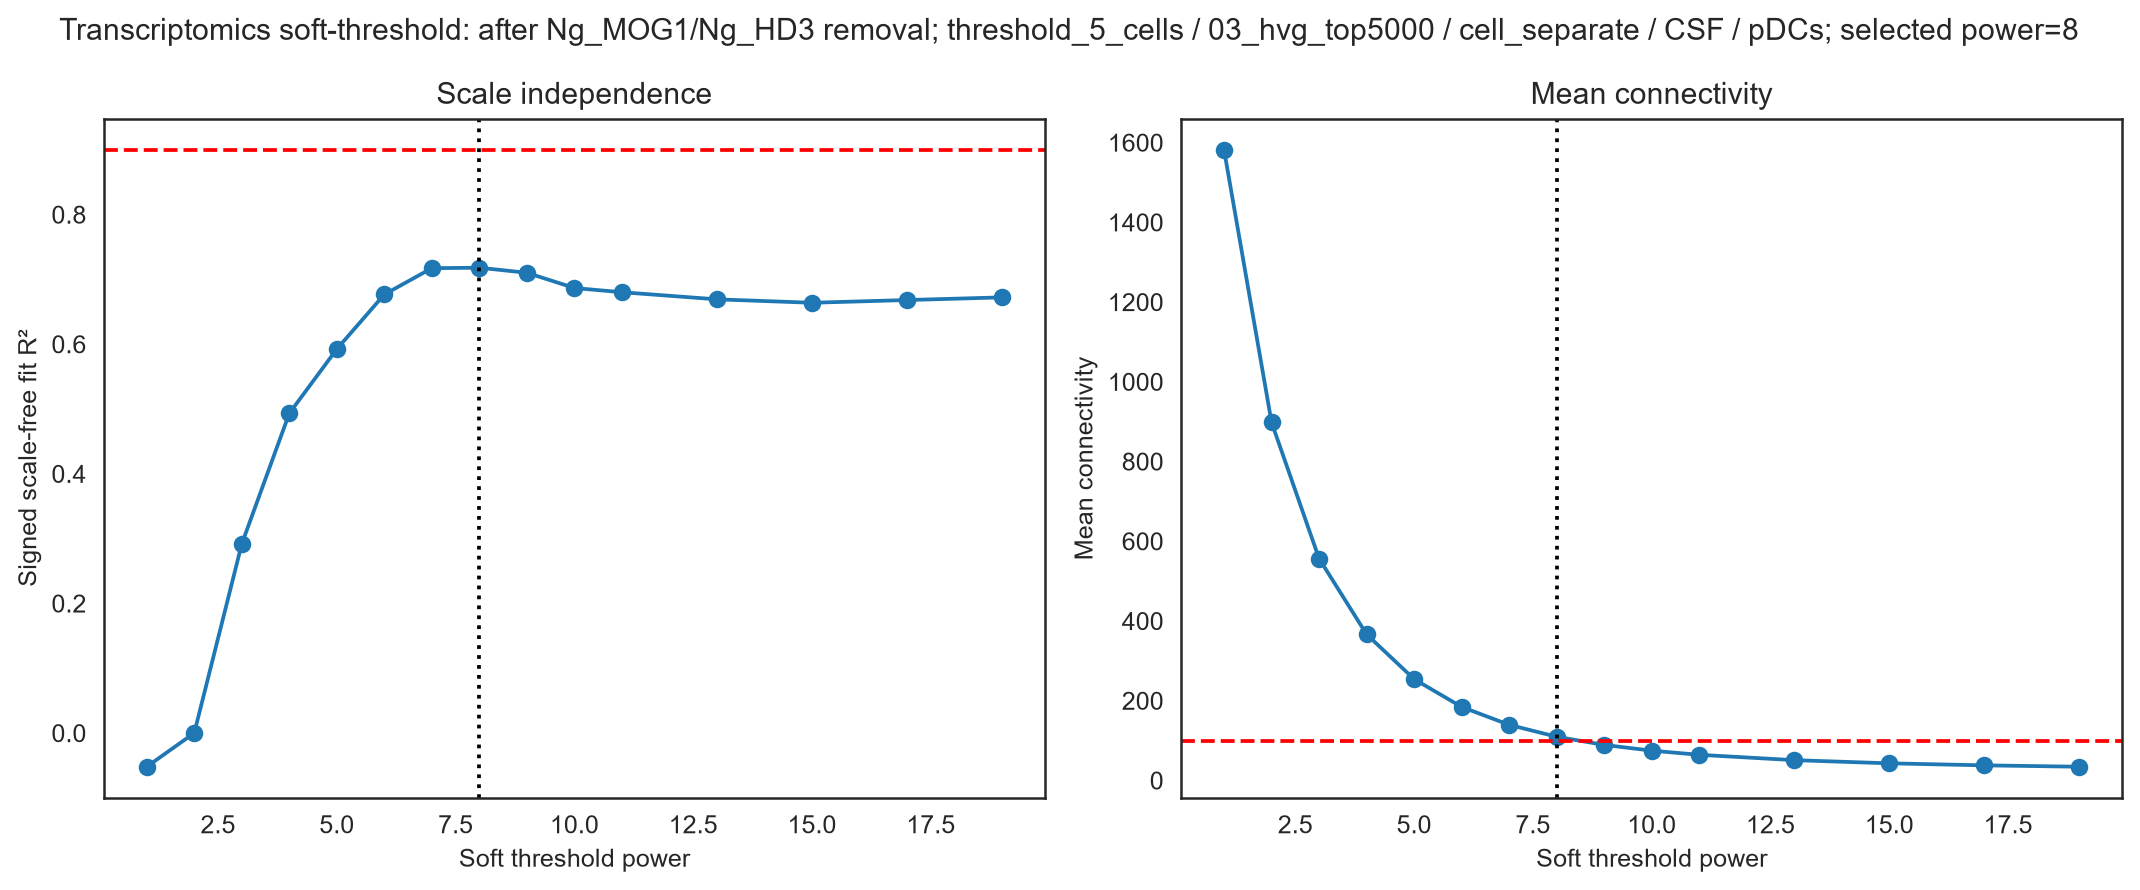 Transcriptomics soft-threshold: after Ng_MOG1/Ng_HD3 removal; threshold_5_cells / 03_hvg_top5000 / cell_separate / CSF / pDCs; selected power=8
Scale independence
Signed scale-free fit R²
0.8
0.6
0.4
0.2
0.0
2.5 5.0 7.5 10.0 12.5 15.0 17.5
Soft threshold power
Mean connectivity
Mean connectivity
1600
1400
1200
1000
800
600
400
200
0
2.5 5.0 7.5 10.0 12.5 15.0 17.5
Soft threshold power